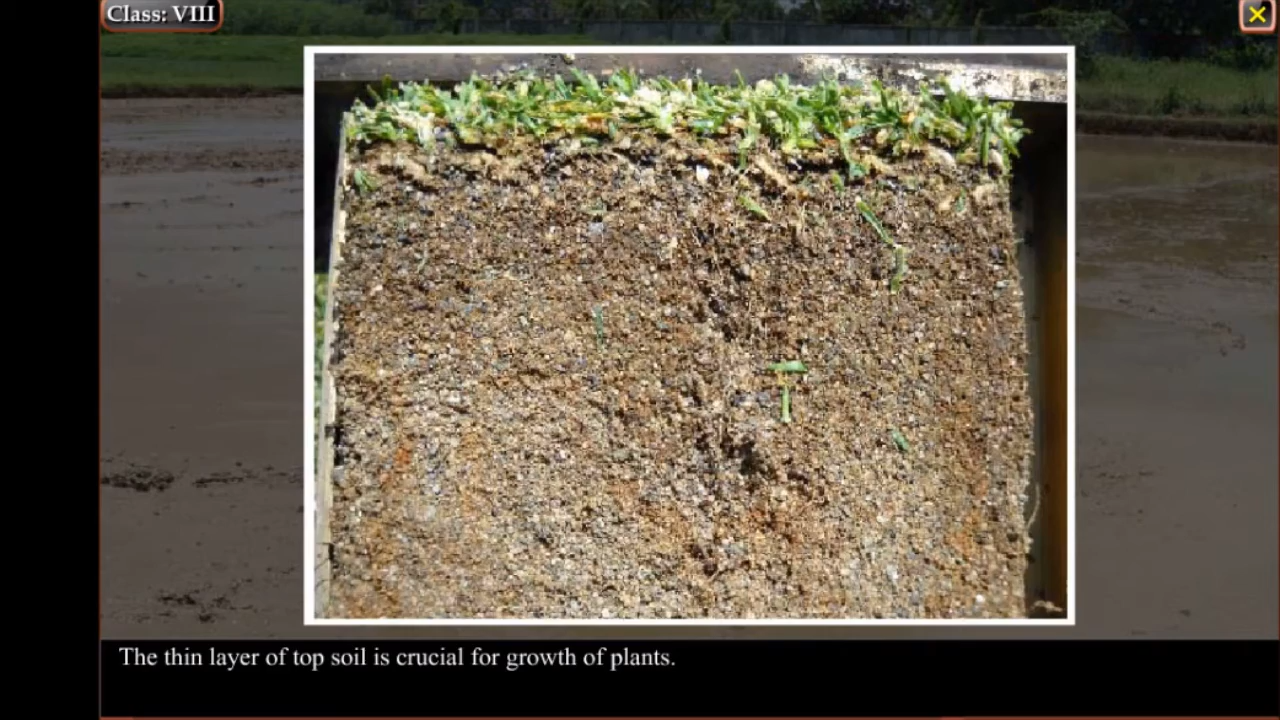 Class: VIII
The thin layer of top soil is crucial for growth of plants.